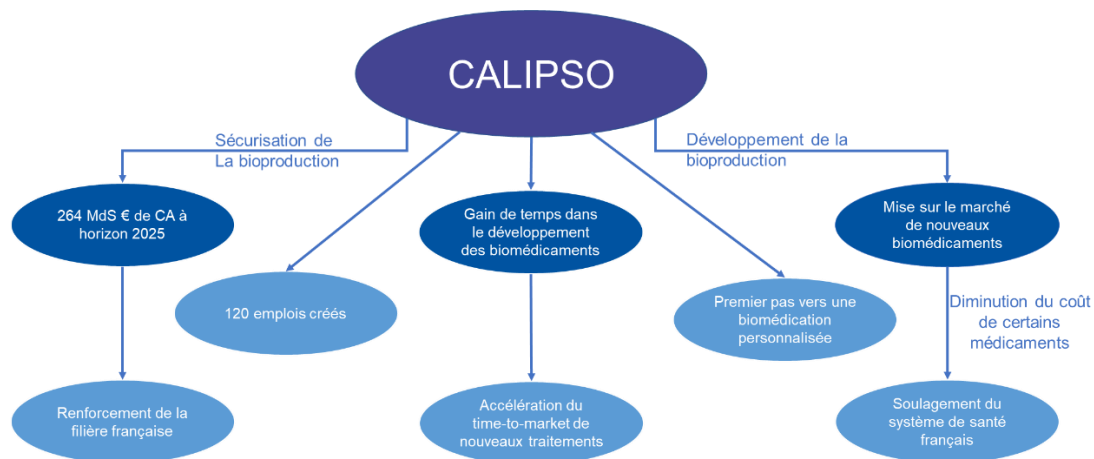 CALIPSO
Sécurisation de
La bioproduction
Développement de la
bioproduction
264 MdS € de CA à
horizon 2025
Gain de temps dans
le développement
des biomédicaments
Mise sur le marché
de nouveaux
biomédicaments
120 emplois créés
Premier pas vers une
biomédication
personnalisée
Diminution du coût
de certains
médicaments
Renforcement de la
filière française
Accélération du
time-to-market de
nouveaux traitements
Soulagement du
système de santé
français